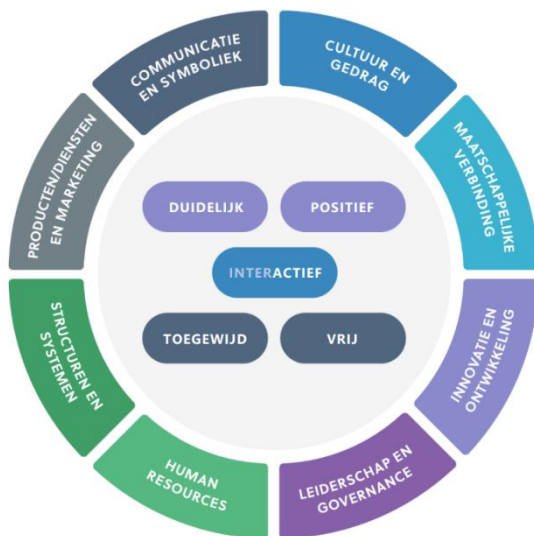 COMMUNICATIE
EN SYMBOLIEK
CULTUUR EN
GEDRAG
MAATSCHAPPELIJKE
VERBINDING
INNOVATIE EN
ONTWIKKELING
LEIDERSCHAP EN
GOVERNANCE
HUMAN
RESOURCES
STRUCTUREN EN
SYSTEMEN
PRODUCTEN/DIENSTEN
EN MARKETING
DUIDELIJK
POSITIEF
INTERACTIEF
TOEGEWIJD
VRIJ